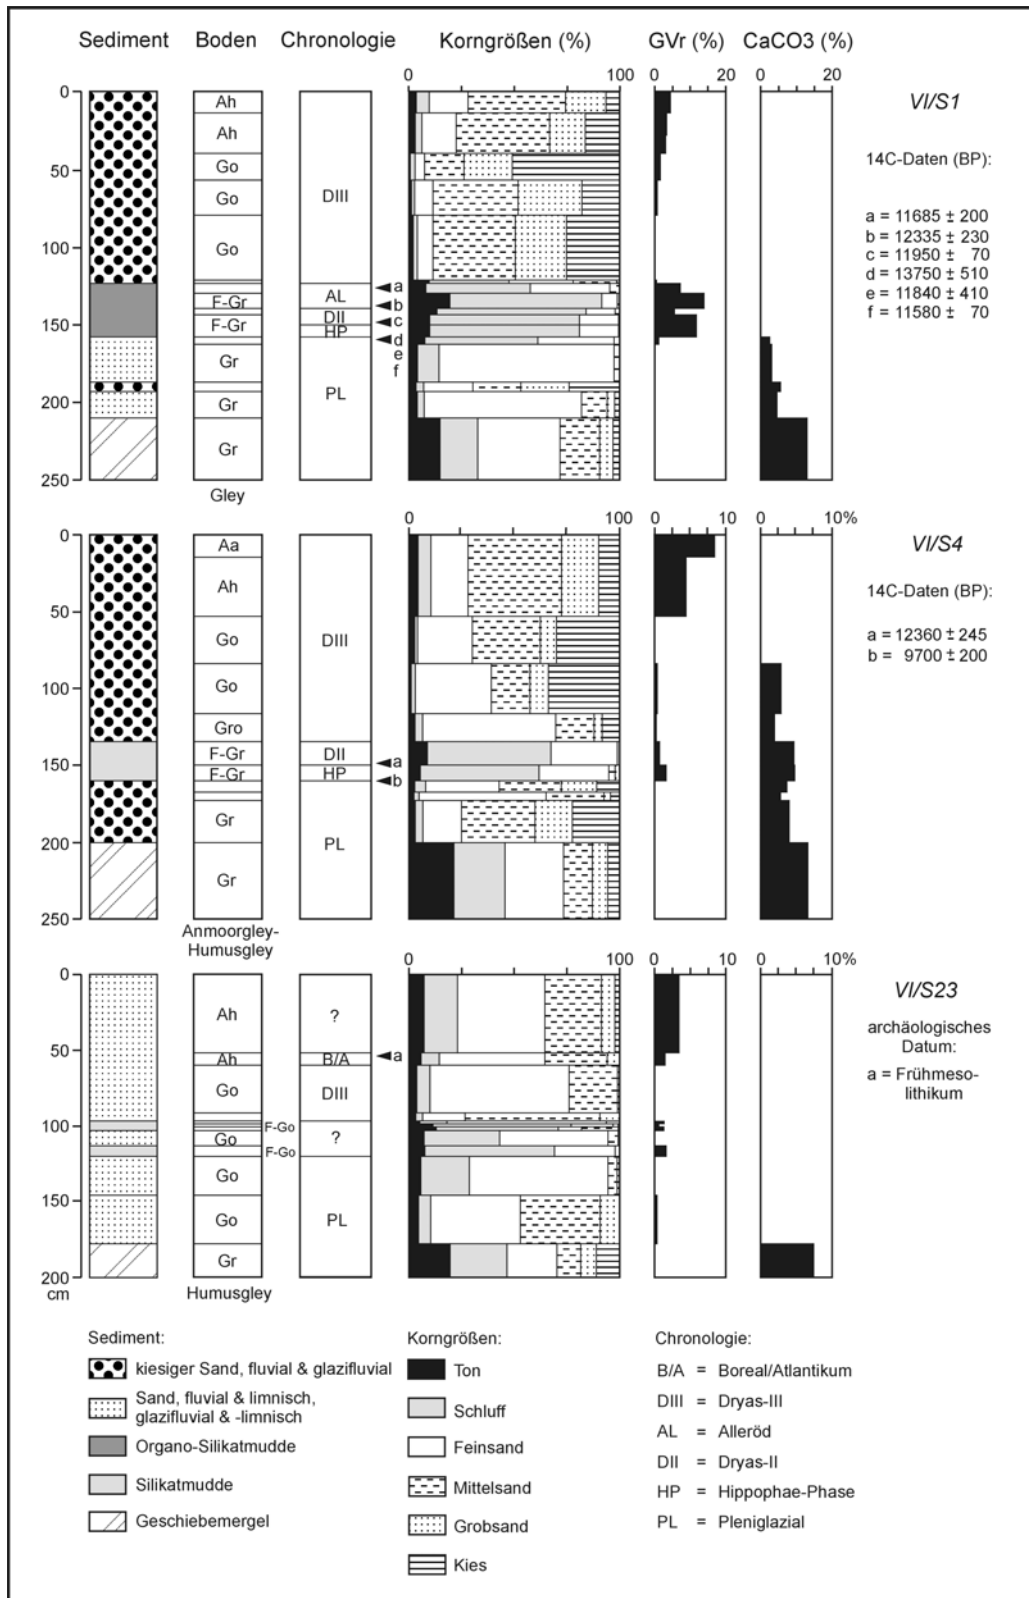 Sediment Boden Chronologie Korngrößen (%) GVr (%) CaCO3 (%)
0 100 0 10 0 20
VI/S1
14C-Daten (BP):
a = 11685 ± 200
b = 12335 ± 230
c = 11950 ± 70
d = 13750 ± 510
e = 11840 ± 410
f = 11580 ± 70
0
50
100
150
200
250
Ah
Ah
Go
Go
Go
F-Gr
F-Gr
Gr
Gr
Gr
Gley
DIII
AL
DII
HP
PL
a
b
c
d
e
f
0 100 0 10 0 10%
VI/S4
14C-Daten (BP):
a = 12360 ± 245
b = 9700 ± 200
0
50
100
150
200
250
Aa
Ah
Go
Go
Gro
F-Gr
F-Gr
Gr
Gr
Anmoorgley-
Humusgley
DIII
DII
HP
PL
a
b
0 100 0 10 0 10%
VI/S23
archäologisches
Datum:
a = Frühmeso-
lithikum
0
50
100
150
200
cm
Ah
Ah
Go
F-Go
Go
F-Go
Go
Go
Gr
Humusgley
?
B/A
DIII
?
PL
a
Sediment:
kiesiger Sand, fluvial & glazifluvial
Sand, fluvial & limnisch,
glazifluvial & -limnisch
Organo-Silikatmudde
Silikatmudde
Geschiebemergel
Korngrößen:
Ton
Schluff
Feinsand
Mittelsand
Grobsand
Kies
Chronologie:
B/A = Boreal/Atlantikum
DIII = Dryas-III
AL = Alleröd
DII = Dryas-II
HP = Hippophae-Phase
PL = Pleniglazial